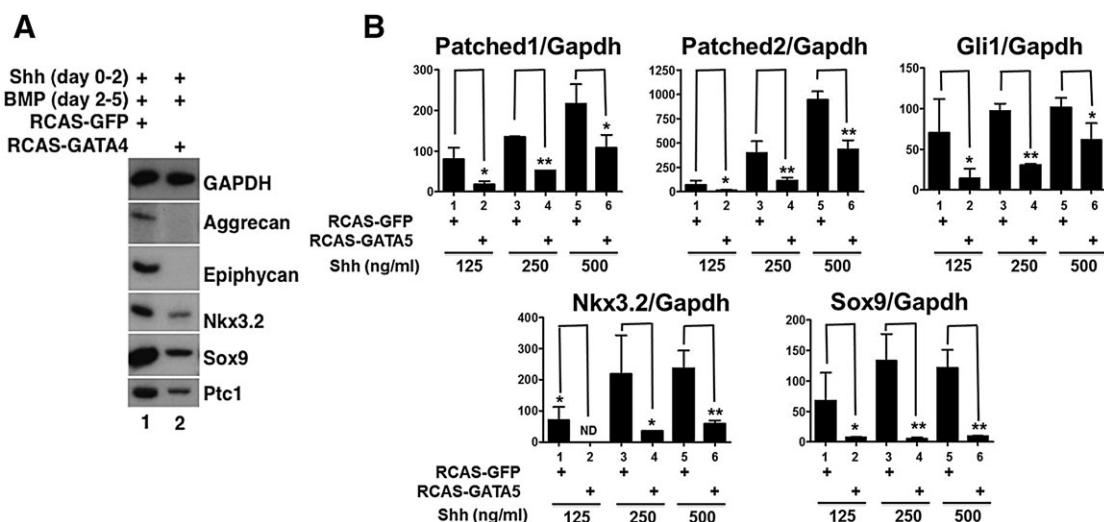 A
Shh (day 0-2) + +
BMP (day 2-5) + +
RCAS-GFP +
RCAS-GATA4 +
GAPDH
Aggrecan
Epiphycan
Nkx3.2
Sox9
Ptc1
1 2
B
Patched1/Gapdh
300
200
100
0
* ** *
1 2 3 4 5 6
Patched2/Gapdh
1250
1000
750
500
250
0
* ** **
1 2 3 4 5 6
Gli1/Gapdh
150
100
50
0
* ** *
1 2 3 4 5 6
RCAS-GFP + + + + + + + + +
RCAS-GATA5 + + + + + + + + +
Shh (ng/ml) 125 250 500 125 250 500 125 250 500
Nkx3.2/Gapdh
400
300
200
100
0
* ND * **
1 2 3 4 5 6
Sox9/Gapdh
200
150
100
50
0
* ** **
1 2 3 4 5 6
RCAS-GFP + + + + + +
RCAS-GATA5 + + + + + +
Shh (ng/ml) 125 250 500 125 250 500